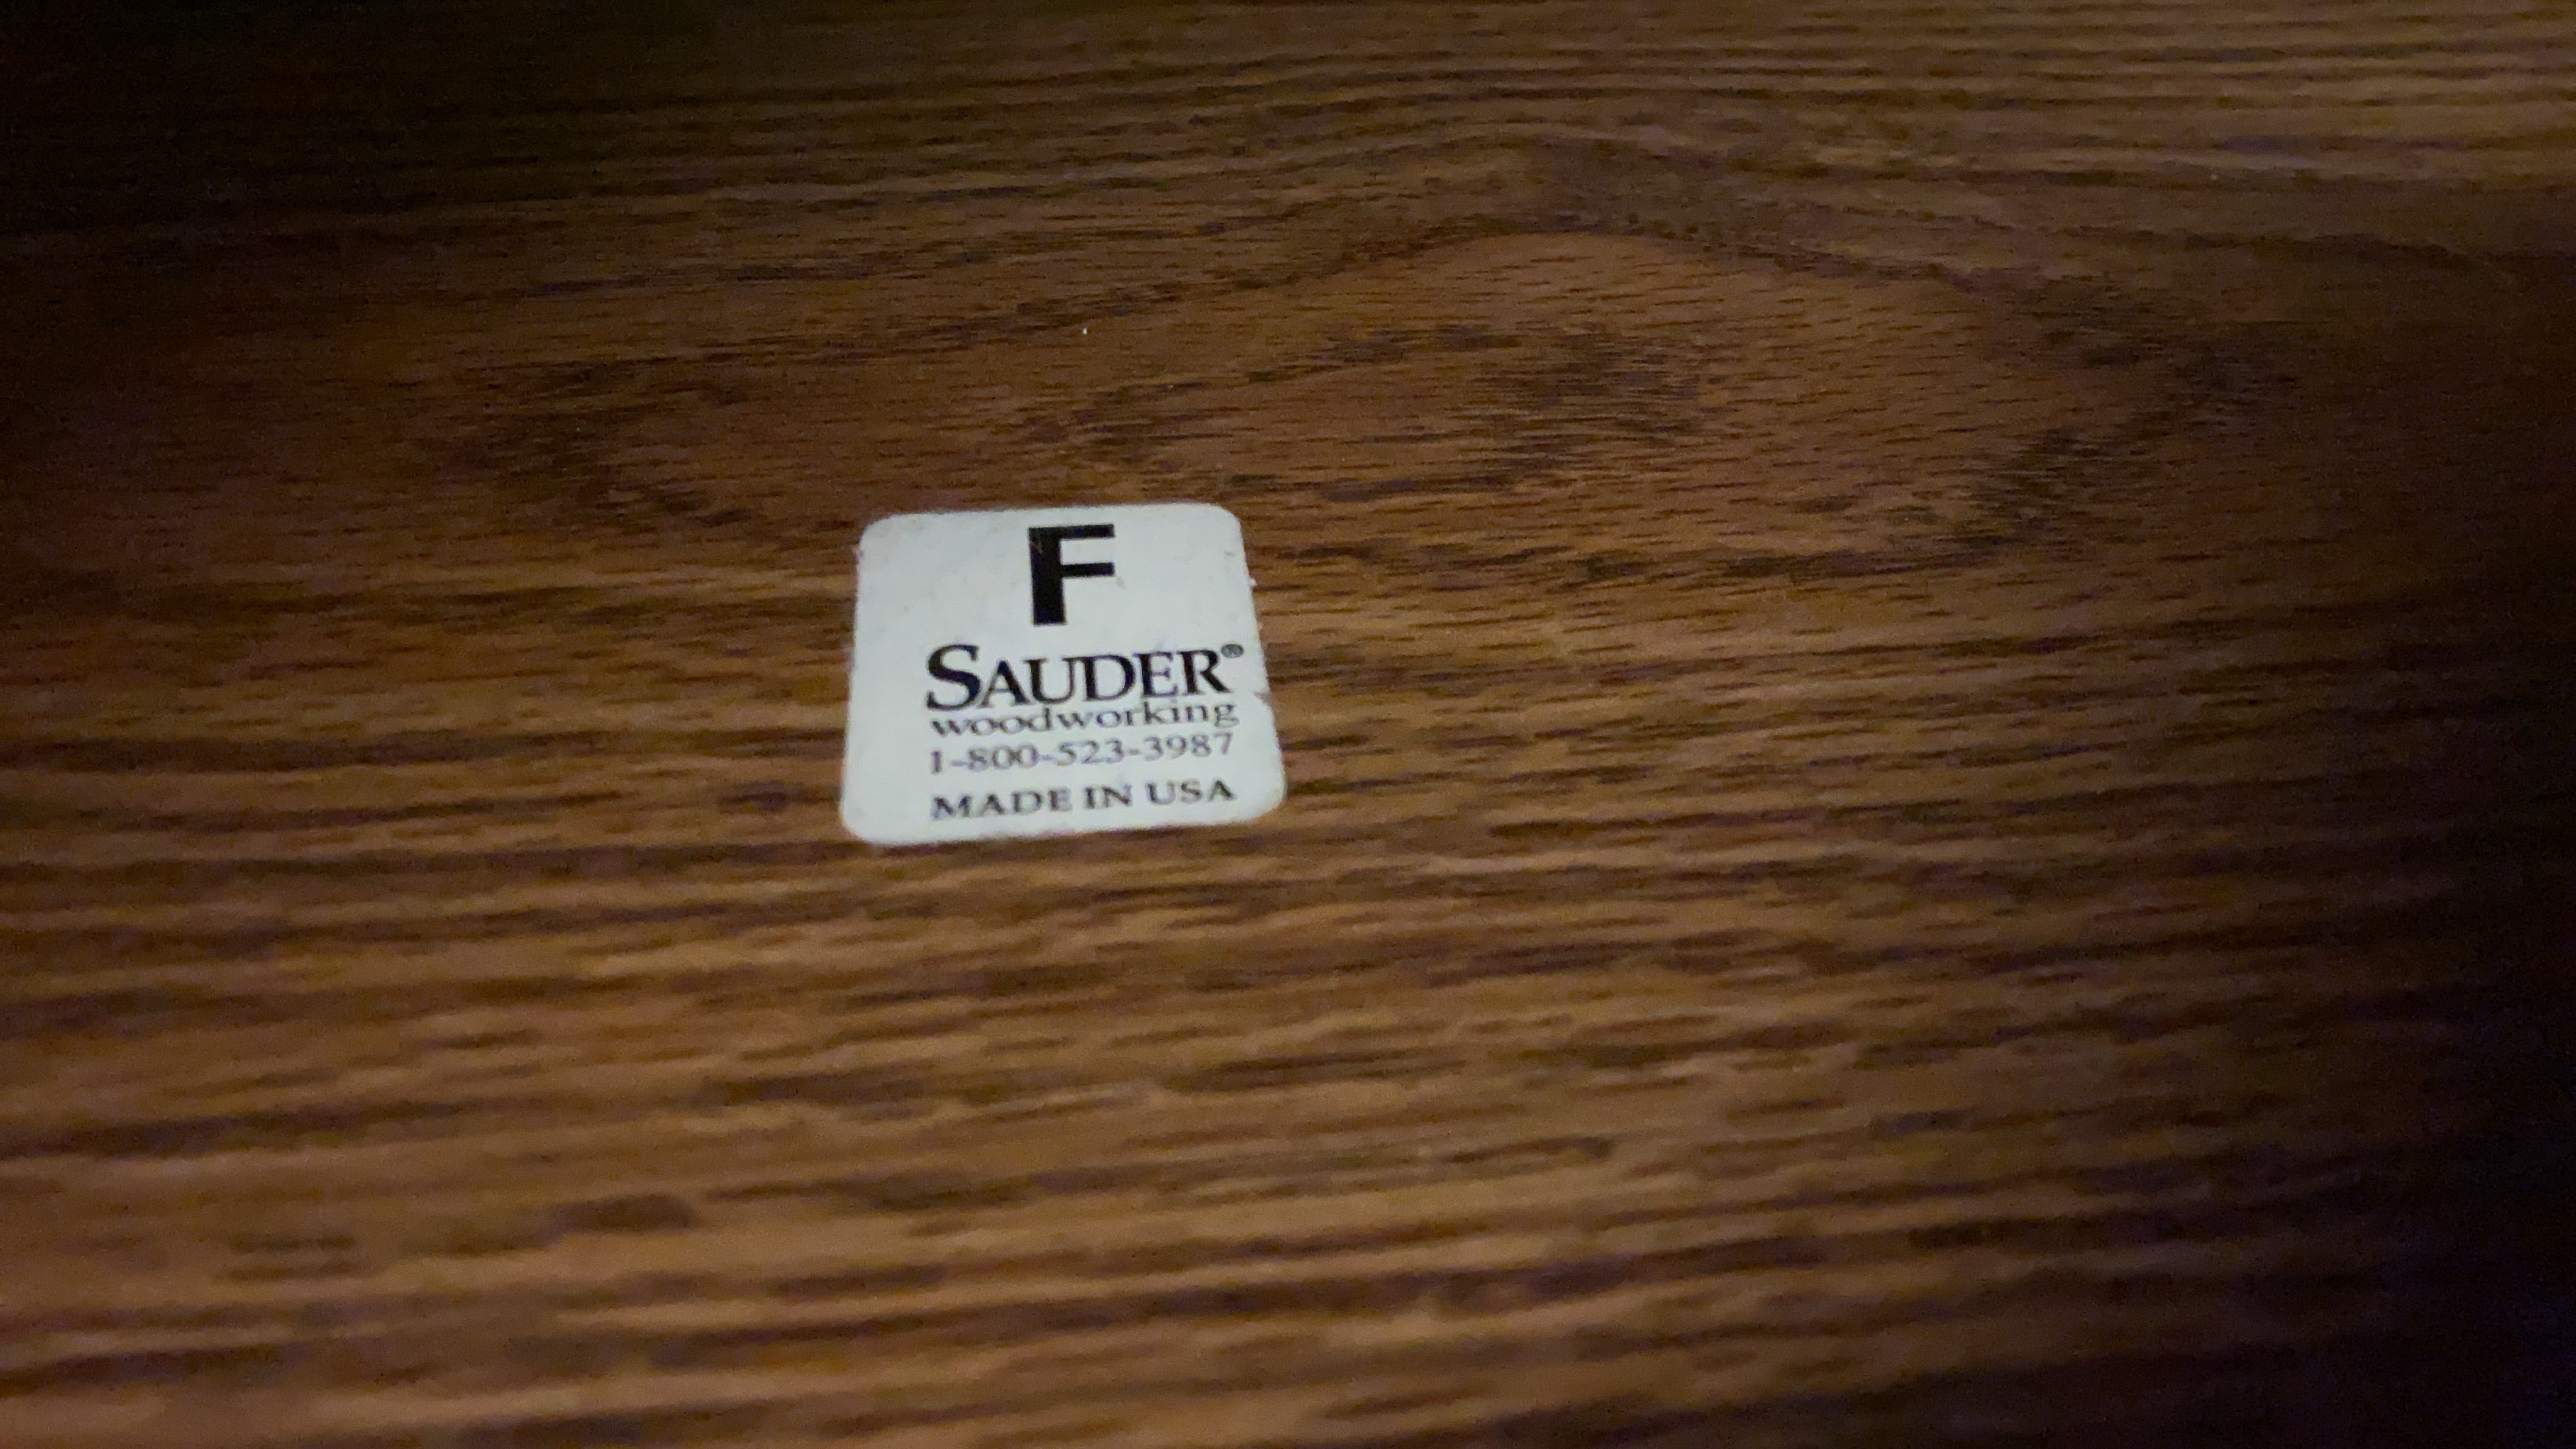 F
SAUDER®
woodworking
1-800-523-3987
MADE IN USA